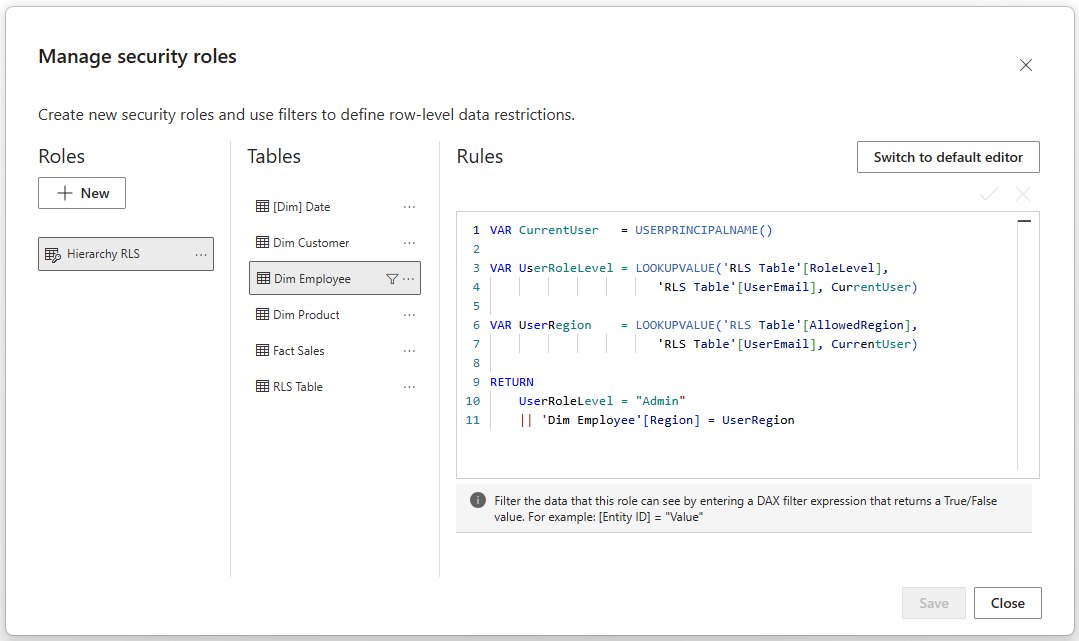 Manage security roles
Create new security roles and use filters to define row-level data restrictions.
Roles
New
Hierarchy RLS
Tables
[Dim] Date
Dim Customer
Dim Employee
Dim Product
Fact Sales
RLS Table
Rules
Switch to default editor
1 VAR CurrentUser   = USERPRINCIPALNAME()
2
3 VAR UserRoleLevel = LOOKUPVALUE('RLS Table'[RoleLevel],
4                        'RLS Table'[UserEmail], CurrentUser)
5
6 VAR UserRegion    = LOOKUPVALUE('RLS Table'[AllowedRegion],
7                        'RLS Table'[UserEmail], CurrentUser)
8
9 RETURN
10     UserRoleLevel = "Admin"
11     || 'Dim Employee'[Region] = UserRegion
Filter the data that this role can see by entering a DAX filter expression that returns a True/False
value. For example: [Entity ID] = "Value"
Save
Close